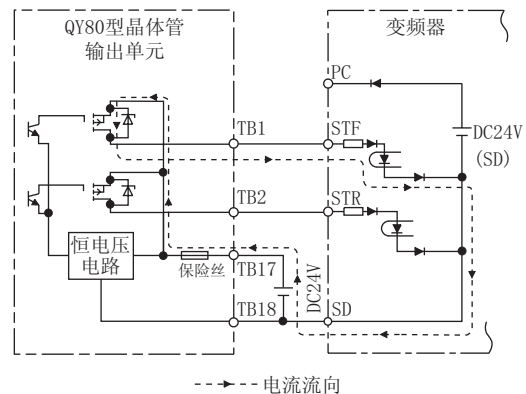 QY80型晶体管
输出单元
变频器
PC
DC24V
(SD)
TB1
STF
TB2
STR
恒电压
电路
保险丝
TB17
DC24V
TB18
SD
电流流向